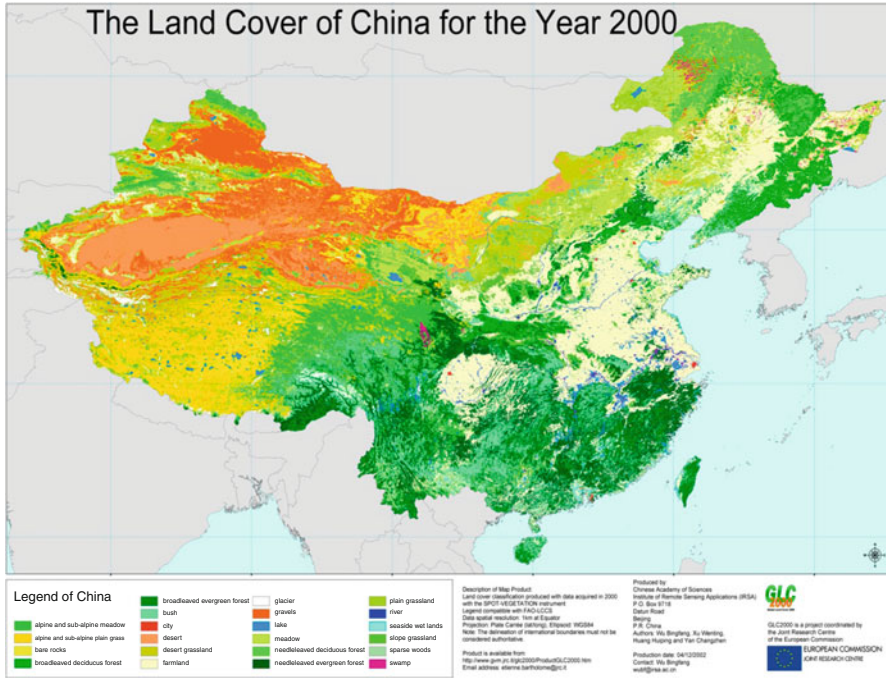 The Land Cover of China for the Year 2000
Legend of China
alpine and sub-alpine meadow
alpine and sub-alpine plain grass
bare rocks
broadleaved deciduous forest
broadleaved evergreen forest
bush
city
desert
desert grassland
farmland
glacier
gravels
lake
meadow
needleleaved deciduous forest
needleleaved evergreen forest
plain grassland
river
seaside wet lands
slope grassland
sparse woods
swamp
Description of Map Product:
Land cover classification produced with data acquired in 2000
with the SPOT-VEGETATION instrument
Legend compatible with FAO-LCCS
Data spatial resolution: 1km at Equator
Projection: Plate Carrée (lat/long), Ellipsoid: WGS84
Note: The delineation of international boundaries must not be
considered authoritative.
Product is available from
http://www.gvm.jrc.it/glc2000/ProductGLC2000.htm
Email address: etienne.bartholome@jrc.it
Produced by:
Chinese Academy of Sciences
Institute of Remote Sensing Applications (IRSA)
P.O. Box 9718
Datun Road
Beijing
P.R. China
Authors: Wu Bingfang, Xu Wenting,
Huang Huiping and Yan Changzhen
Production date: 04/12/2002
Contact: Wu Bingfang
wubf@irsa.ac.cn
GLC
2000
GLC2000 is a project coordinated by
the Joint Research Centre
of the European Commission
EUROPEAN COMMISSION
JOINT RESEARCH CENTRE